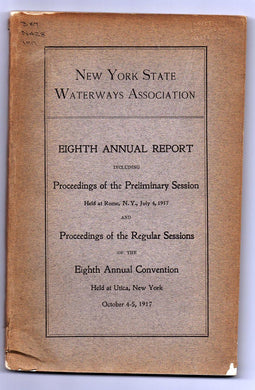 NEW YORK STATE
WATERWAYS ASSOCIATION
EIGHTH ANNUAL REPORT
INCLUDING
Proceedings of the Preliminary Session
Held at Rome, N.Y., July 6, 1917
AND
Proceedings of the Regular Sessions
OF THE
Eighth Annual Convention
Held at Utica, New York
October 4-5, 1917